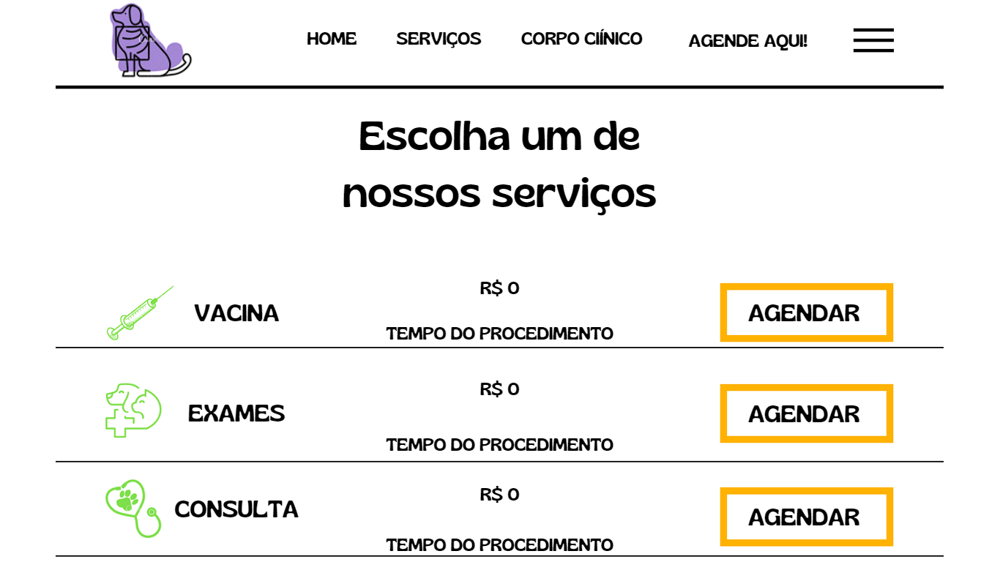 HOME SERVIÇOS CORPO CIÍNICO AGENDE AQUI!
Escolha um de
nossos serviços
R$ 0
VACINA
AGENDAR
TEMPO DO PROCEDIMENTO
R$ 0
EXAMES
AGENDAR
TEMPO DO PROCEDIMENTO
R$ 0
CONSULTA
AGENDAR
TEMPO DO PROCEDIMENTO